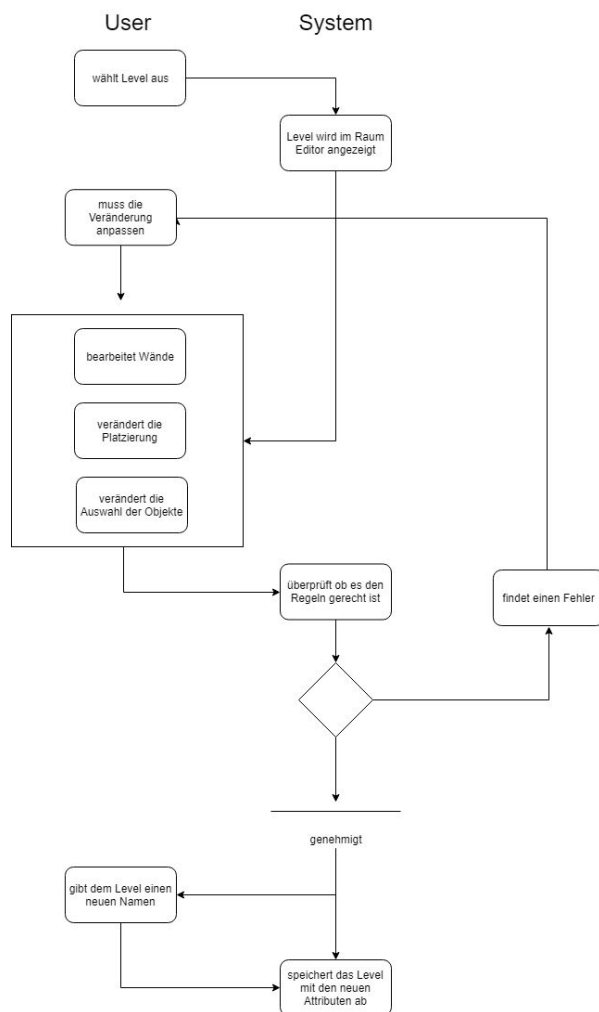 User
System
wählt Level aus
Level wird im Raum
Editor angezeigt
muss die
Veränderung
anpassen
bearbeitet Wände
verändert die
Platzierung
verändert die
Auswahl der Objekte
überprüft ob es den
Regeln gerecht ist
findet einen Fehler
genehmigt
gibt dem Level einen
neuen Namen
speichert das Level
mit den neuen
Attributen ab